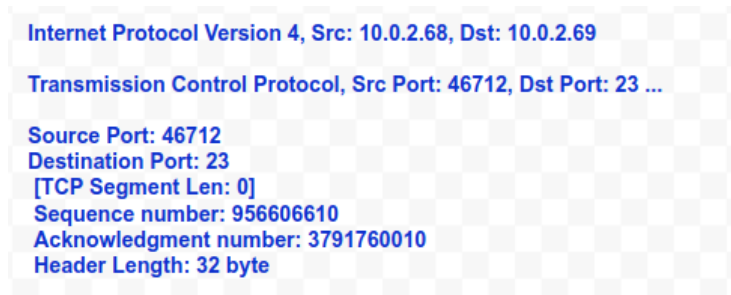 Internet Protocol Version 4, Src: 10.0.2.68, Dst: 10.0.2.69
Transmission Control Protocol, Src Port: 46712, Dst Port: 23 ...
Source Port: 46712
Destination Port: 23
[TCP Segment Len: 0]
Sequence number: 956606610
Acknowledgment number: 3791760010
Header Length: 32 byte